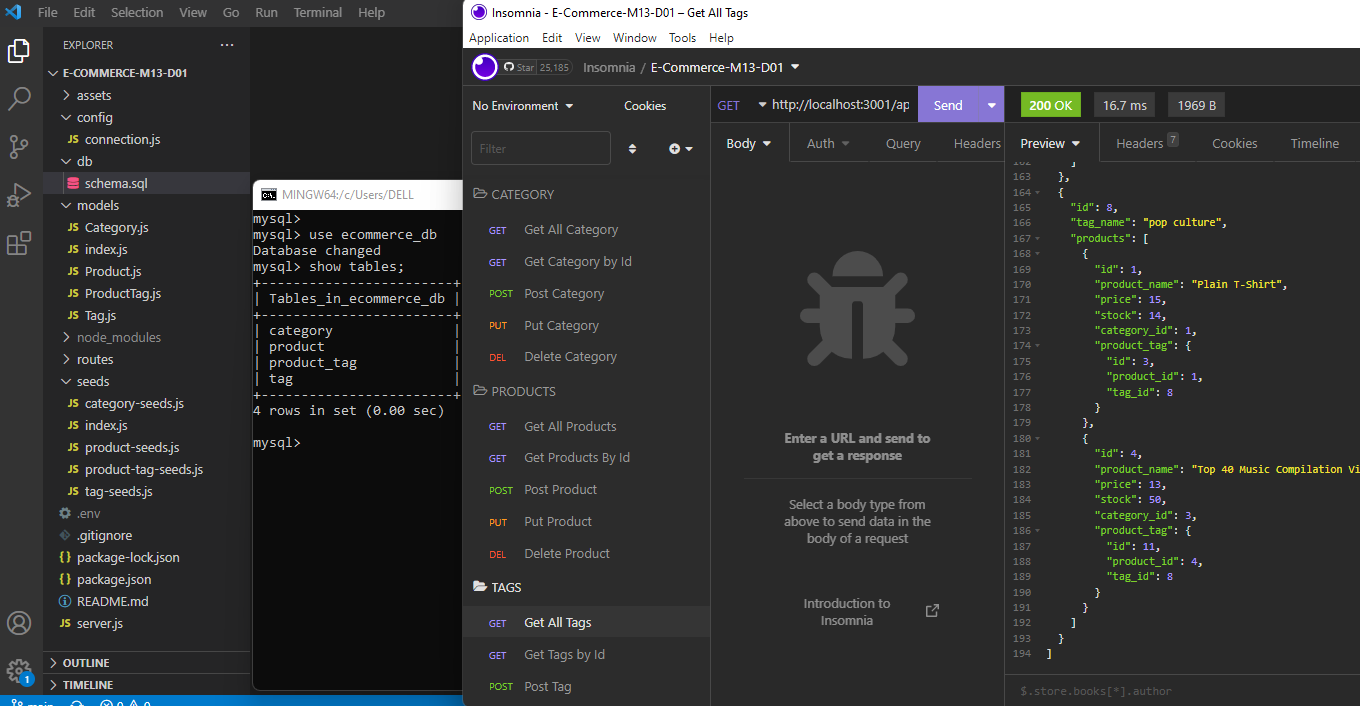 File Edit Selection View Go Run Terminal Help
EXPLORER
E-COMMERCE-M13-D01
assets
config
JS connection.js
db
schema.sql
models
JS Category.js
JS index.js
JS Product.js
JS ProductTag.js
JS Tag.js
node_modules
routes
seeds
JS category-seeds.js
JS index.js
JS product-seeds.js
JS product-tag-seeds.js
JS tag-seeds.js
.env
.gitignore
{} package-lock.json
{} package.json
README.md
JS server.js
OUTLINE
TIMELINE
1
main 0 0
MINGW64:/c/Users/DELL
mysql>
mysql> use ecommerce_db
Database changed
mysql> show tables;
+------------------------+
| Tables_in_ecommerce_db |
+------------------------+
| category |
| product |
| product_tag |
| tag |
+------------------------+
4 rows in set (0.00 sec)
mysql>
Insomnia - E-Commerce-M13-D01 – Get All Tags
Application Edit View Window Tools Help
Star 25,185 Insomnia / E-Commerce-M13-D01
No Environment Cookies
Filter
CATEGORY
GET Get All Category
GET Get Category by Id
POST Post Category
PUT Put Category
DEL Delete Category
PRODUCTS
GET Get All Products
GET Get Products By Id
POST Post Product
PUT Put Product
DEL Delete Product
TAGS
GET Get All Tags
GET Get Tags by Id
POST Post Tag
GET http://localhost:3001/ap Send
Body Auth Query Headers
Enter a URL and send to
get a response
Select a body type from
above to send data in the
body of a request
Introduction to
Insomnia
200 OK 16.7 ms 1969 B
Preview Headers 7 Cookies Timeline
162 ]
163 },
164 {
165 "id": 8,
166 "tag_name": "pop culture",
167 "products": [
168 {
169 "id": 1,
170 "product_name": "Plain T-Shirt",
171 "price": 15,
172 "stock": 14,
173 "category_id": 1,
174 "product_tag": {
175 "id": 3,
176 "product_id": 1,
177 "tag_id": 8
178 }
179 },
180 {
181 "id": 4,
182 "product_name": "Top 40 Music Compilation Vi
183 "price": 13,
184 "stock": 50,
185 "category_id": 3,
186 "product_tag": {
187 "id": 11,
188 "product_id": 4,
189 "tag_id": 8
190 }
191 }
192 ]
193 }
194 ]
$.store.books[*].author